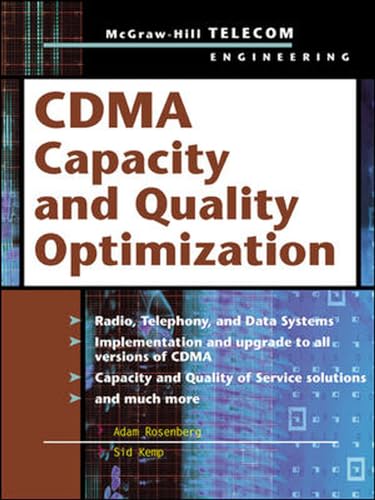 McGraw-Hill TELECOM
ENGINEERING
CDMA
Capacity
and Quality
Optimization
Radio, Telephony, and Data Systems
Implementation and upgrade to all
versions of CDMA
Capacity and Quality of Service solutions
and much more
Adam Rosenberg
Sid Kemp